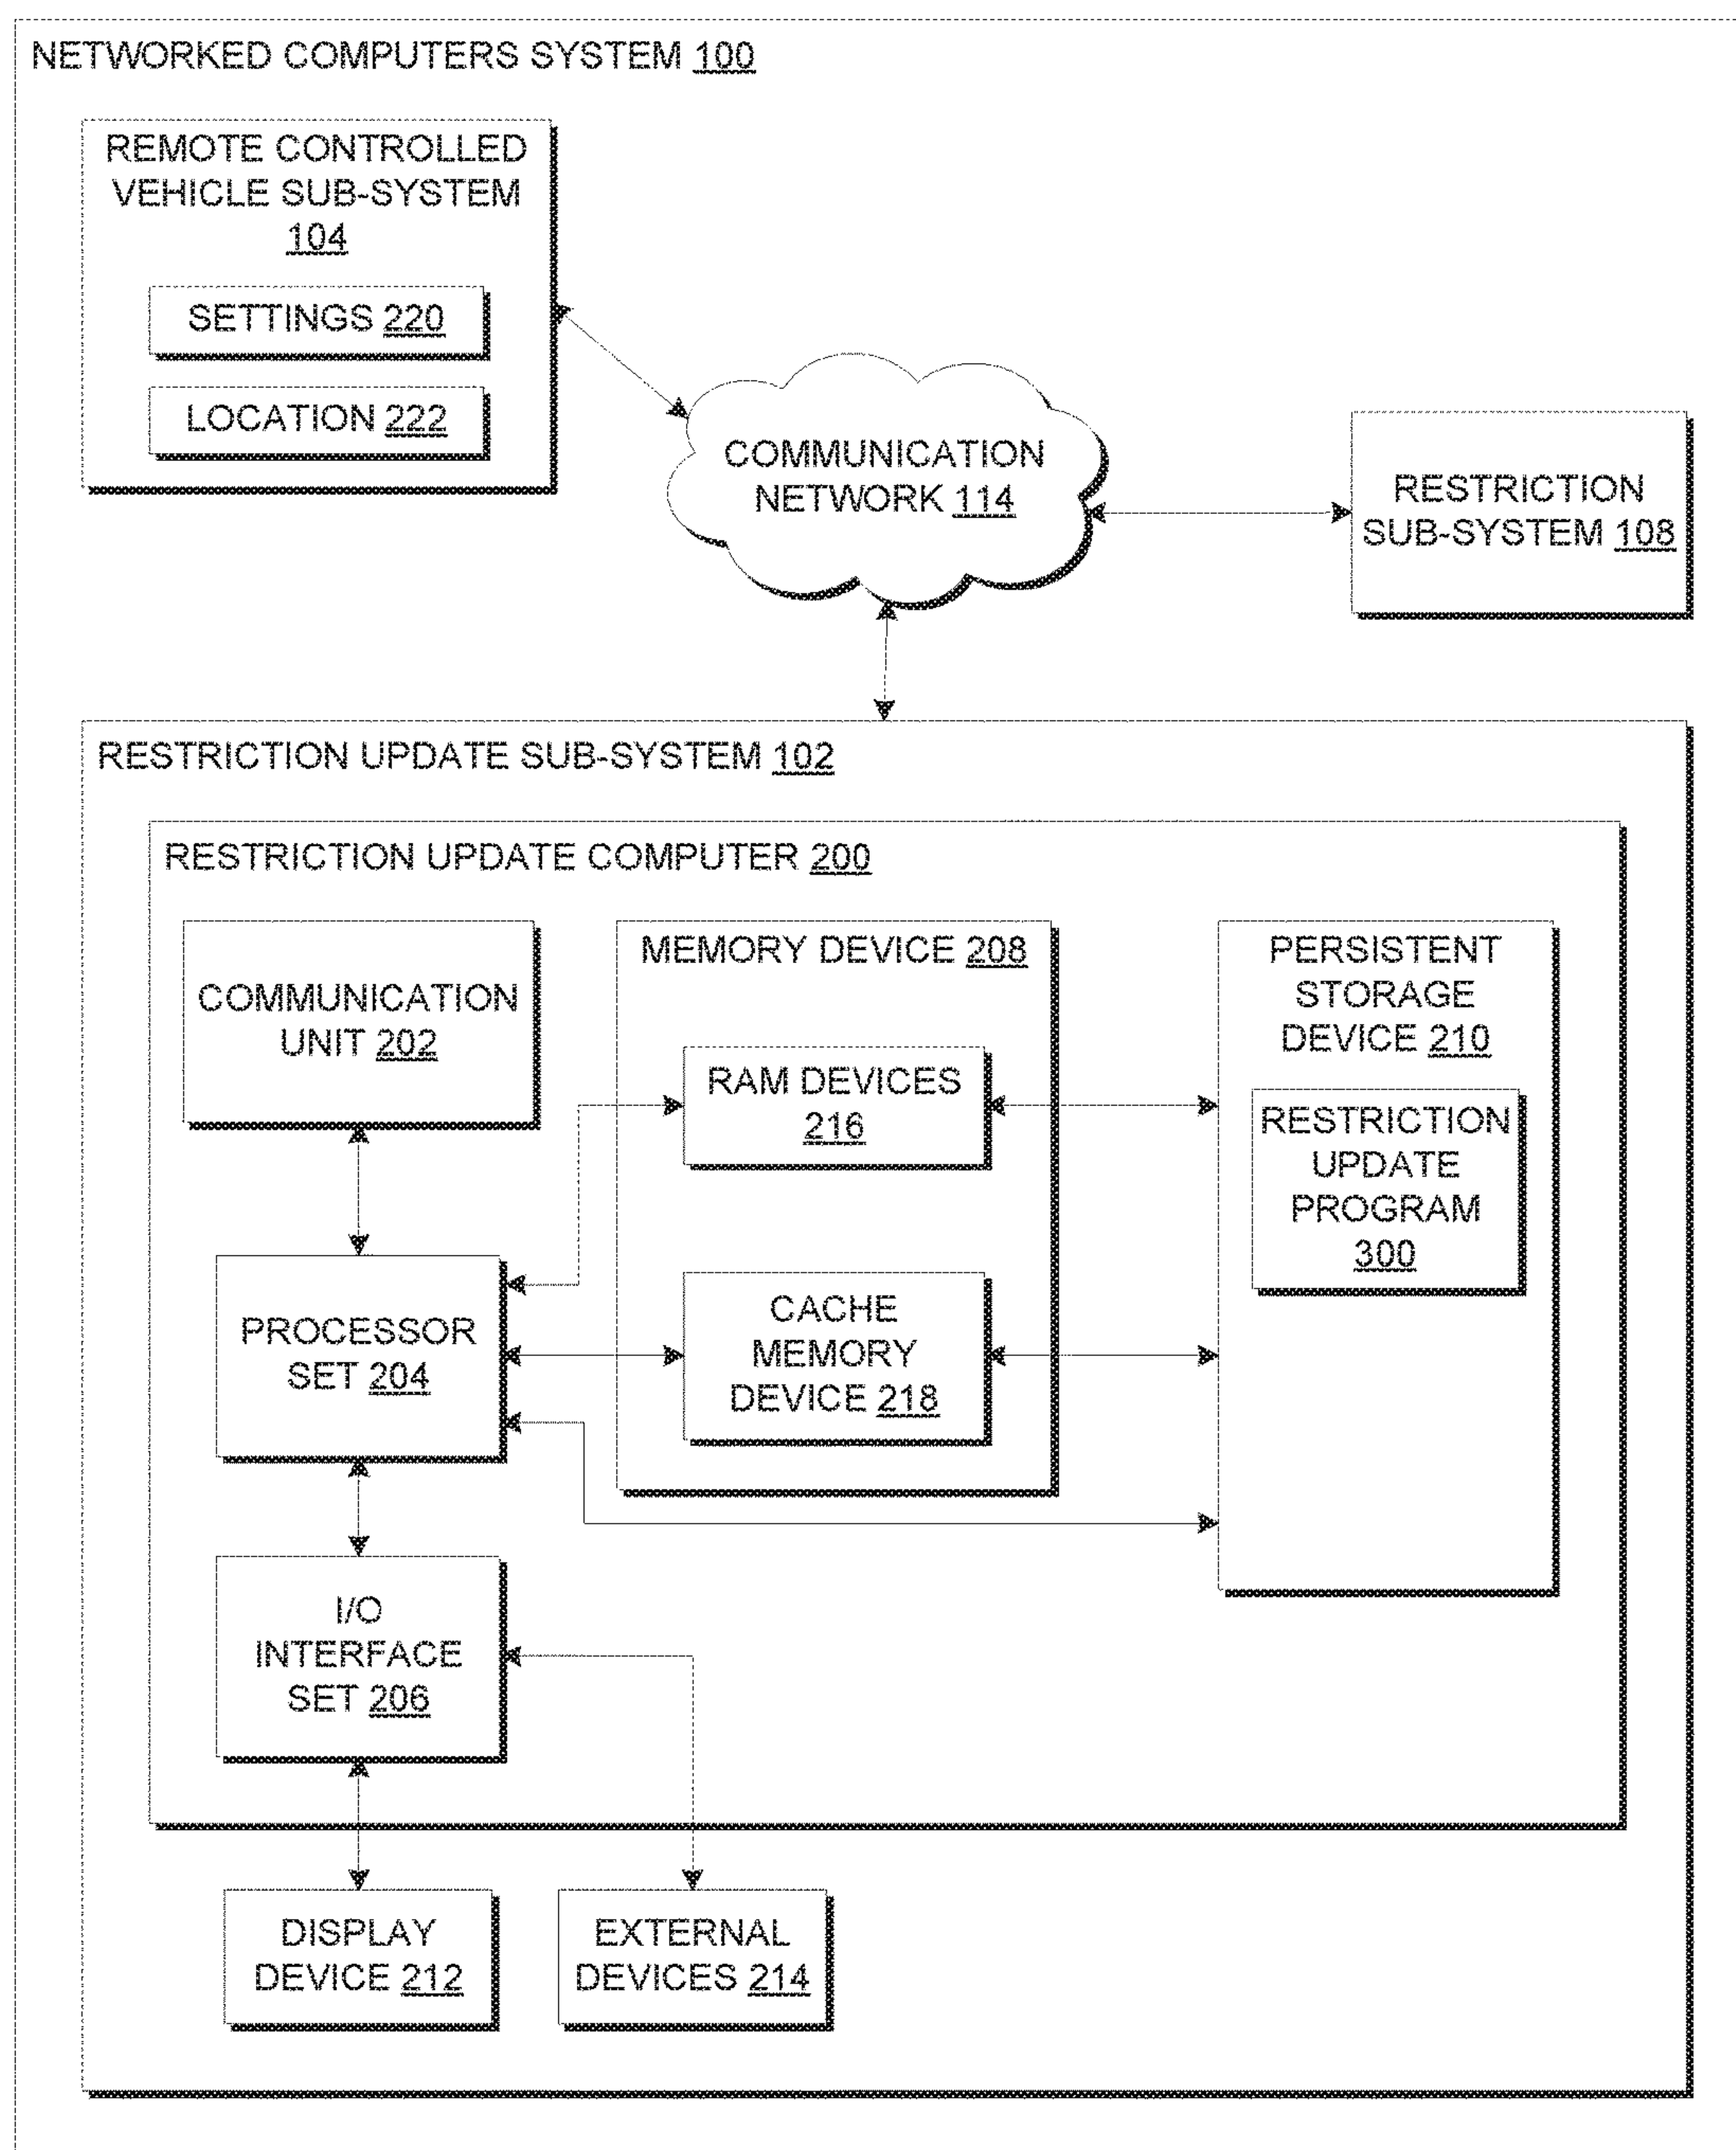 NETWORKED COMPUTERS SYSTEM 100
REMOTE CONTROLLED
VEHICLE SUB-SYSTEM
104
SETTINGS 220
LOCATION 222
COMMUNICATION
NETWORK 114
RESTRICTION
SUB-SYSTEM 108
RESTRICTION UPDATE SUB-SYSTEM 102
RESTRICTION UPDATE COMPUTER 200
COMMUNICATION
UNIT 202
MEMORY DEVICE 208
RAM DEVICES
216
CACHE
MEMORY
DEVICE 218
PERSISTENT
STORAGE
DEVICE 210
RESTRICTION
UPDATE
PROGRAM
300
PROCESSOR
SET 204
I/O
INTERFACE
SET 206
DISPLAY
DEVICE 212
EXTERNAL
DEVICES 214